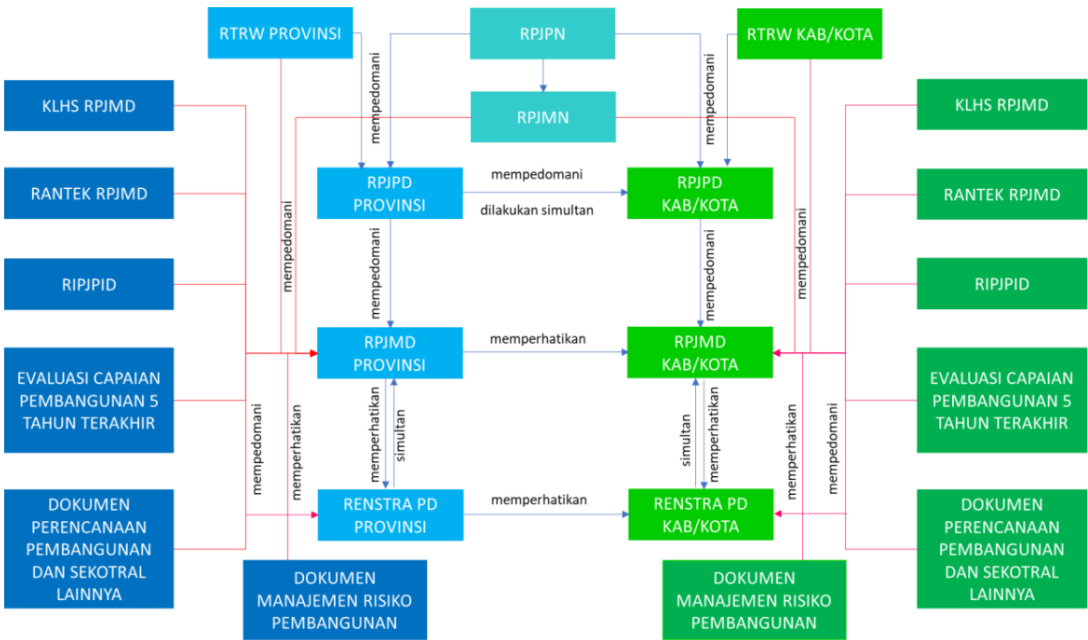 RTRW PROVINSI
RPJPN
RTRW KAB/KOTA
mempedomani
mempedomani
KLHS RPJMD
RPJMN
KLHS RPJMD
RANTEK RPJMD
RPJPD
PROVINSI
mempedomani
dilakukan simultan
RPJPD
KAB/KOTA
RANTEK RPJMD
mempedomani
mempedomani
mempedomani
mempedomani
RIPJPID
RIPJPID
RPJMD
PROVINSI
memperhatikan
RPJMD
KAB/KOTA
EVALUASI CAPAIAN
PEMBANGUNAN 5
TAHUN TERAKHIR
EVALUASI CAPAIAN
PEMBANGUNAN 5
TAHUN TERAKHIR
mempedomani
memperhatikan
memperhatikan
simultan
simultan
memperhatikan
memperhatikan
mempedomani
DOKUMEN
PERENCANAAN
PEMBANGUNAN
DAN SEKOTRAL
LAINNYA
RENSTRA PD
PROVINSI
memperhatikan
RENSTRA PD
KAB/KOTA
DOKUMEN
PERENCANAAN
PEMBANGUNAN
DAN SEKOTRAL
LAINNYA
DOKUMEN
MANAJEMEN RISIKO
PEMBANGUNAN
DOKUMEN
MANAJEMEN RISIKO
PEMBANGUNAN